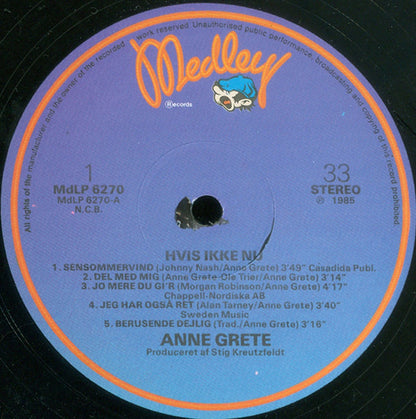 All rights of the manufacturer and the owner of the recorded work reserved Unauthorised public performance, broadcasting and copying of this record prohibited.
Medley
® Records
1
MdLP 6270
MdLP 6270-A
N.C.B.
33
STEREO
℗ 1985
HVIS IKKE NU
1. SENSOMMERVIND (Johnny Nash/Anne Grete) 3'49" Casadida Publ.
2. DEL MED MIG (Anne Grete-Ole Trier/Anne Grete) 3'14"
3. JO MERE DU GI'R (Morgan Robinson/Anne Grete) 4'17"
Chappell-Nordiska AB
4. JEG HAR OGSÅ RET (Alan Tarney/Anne Grete) 3'40"
Sweden Music
5. BERUSENDE DEJLIG (Trad./Anne Grete) 3'16"
ANNE GRETE
Produceret af Stig Kreutzfeldt